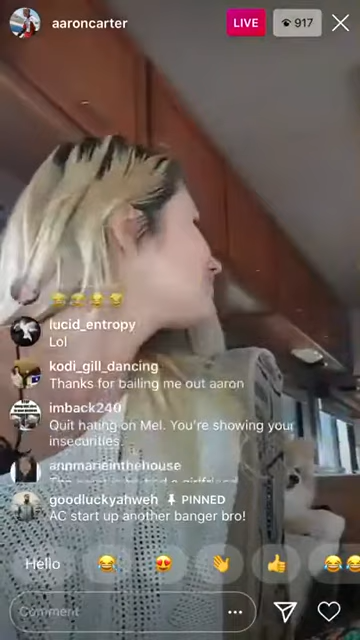 aaroncarter
LIVE
917
lucid_entropy
Lol
kodi_gill_dancing
Thanks for bailing me out aaron
imback240
Quit hating on Mel. You're showing your
insecurities.
annmarieinthehouse
goodluckyahweh PINNED
AC start up another banger bro!
Hello
Comment